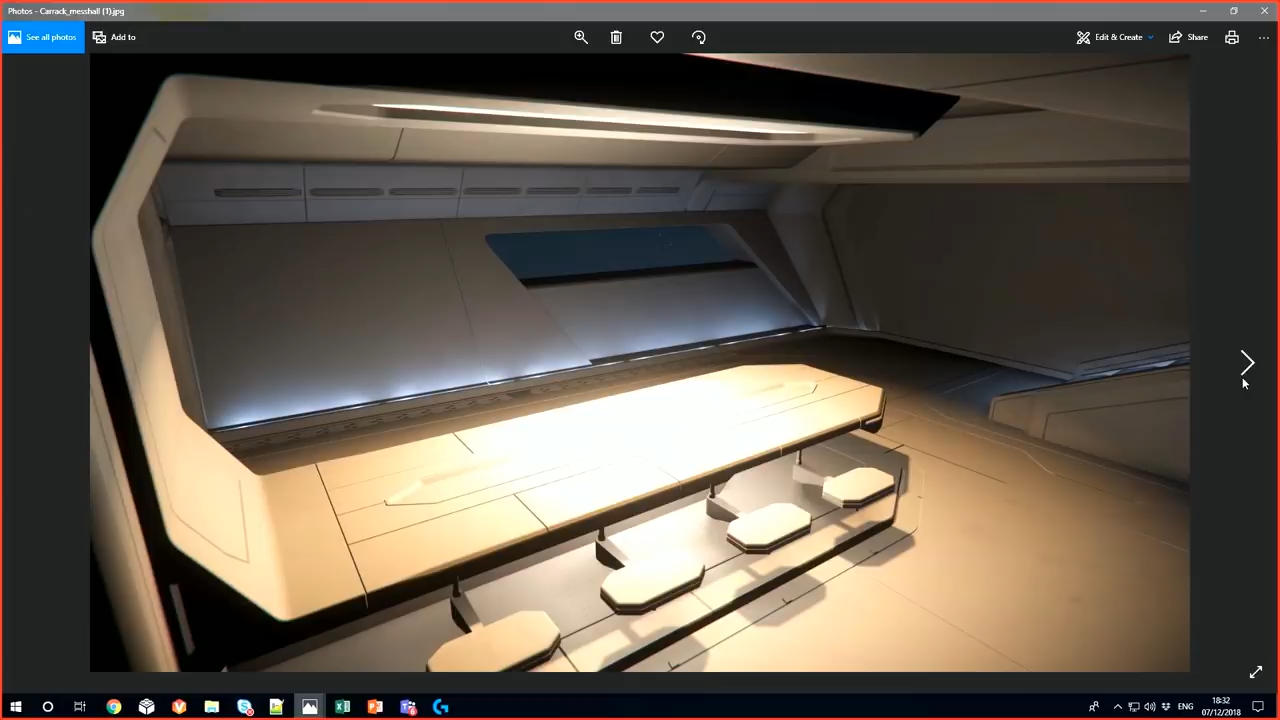 Photos - Carrack_messhall (1).jpg
See all photos
Add to
Edit & Create
Share
ENG
18:32
07/12/2018